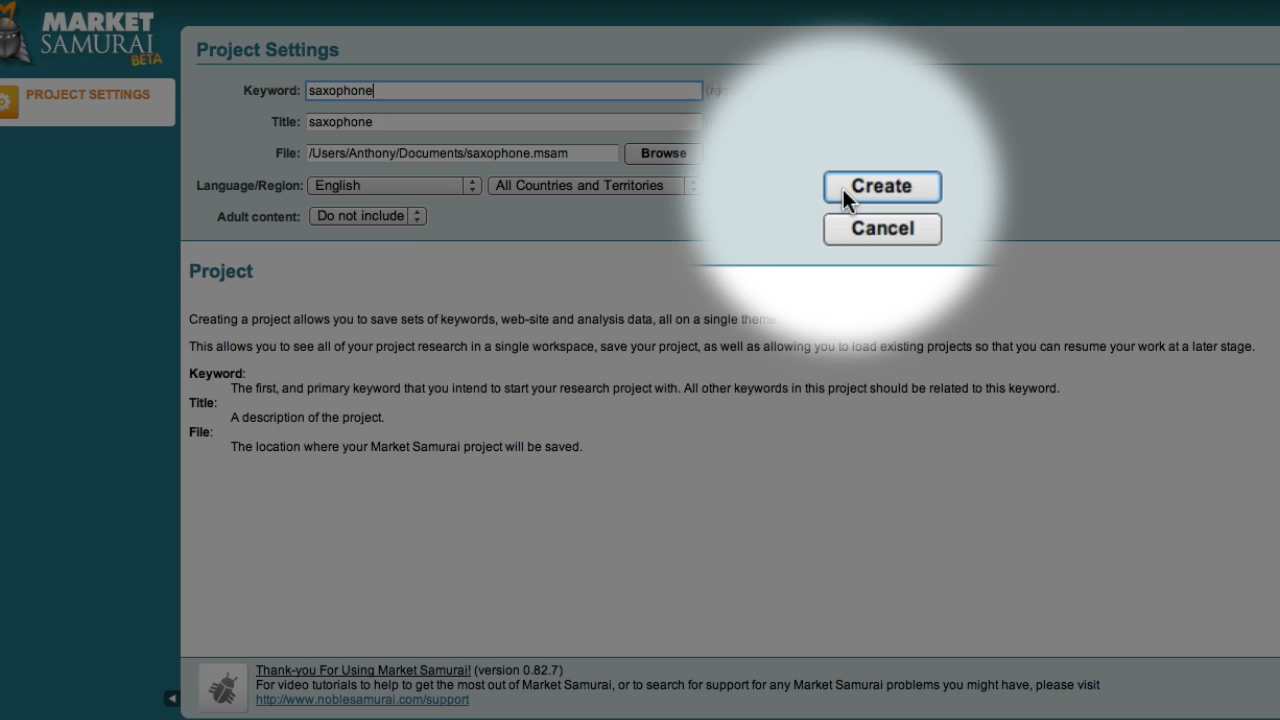 MARKET
SAMURAI
BETA
PROJECT SETTINGS
Project Settings
Keyword: saxophone
Title: saxophone
File: /Users/Anthony/Documents/saxophone.msam Browse
Language/Region: English All Countries and Territories
Adult content: Do not include
Create
Cancel
Project
Creating a project allows you to save sets of keywords, web-site and analysis data, all on a single theme.
This allows you to see all of your project research in a single workspace, save your project, as well as allowing you to load existing projects so that you can resume your work at a later stage.
Keyword:
The first, and primary keyword that you intend to start your research project with. All other keywords in this project should be related to this keyword.
Title:
A description of the project.
File:
The location where your Market Samurai project will be saved.
Thank-you For Using Market Samurai! (version 0.82.7)
For video tutorials to help to get the most out of Market Samurai, or to search for support for any Market Samurai problems you might have, please visit
http://www.noblesamurai.com/support